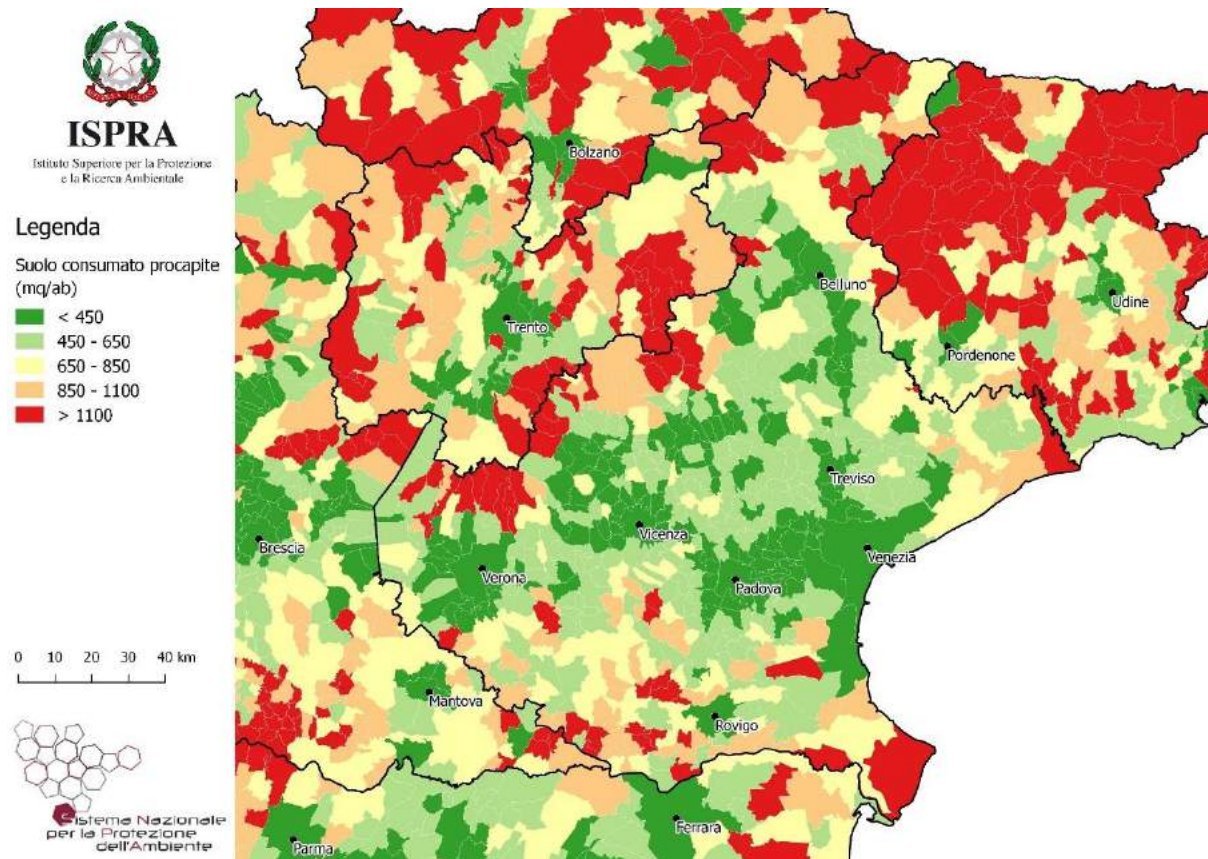 ISPRA
Istituto Superiore per la Protezione
e la Ricerca Ambientale
Legenda
Suolo consumato procapite
(mq/ab)
< 450
450 - 650
650 - 850
850 - 1100
> 1100
0 10 20 30 40 km
Sistema Nazionale
per la Protezione
dell'Ambiente
Bolzano
Belluno
Udine
Trento
Pordenone
Treviso
Vicenza
Brescia
Venezia
Verona
Padova
Mantova
Rovigo
Ferrara
Parma